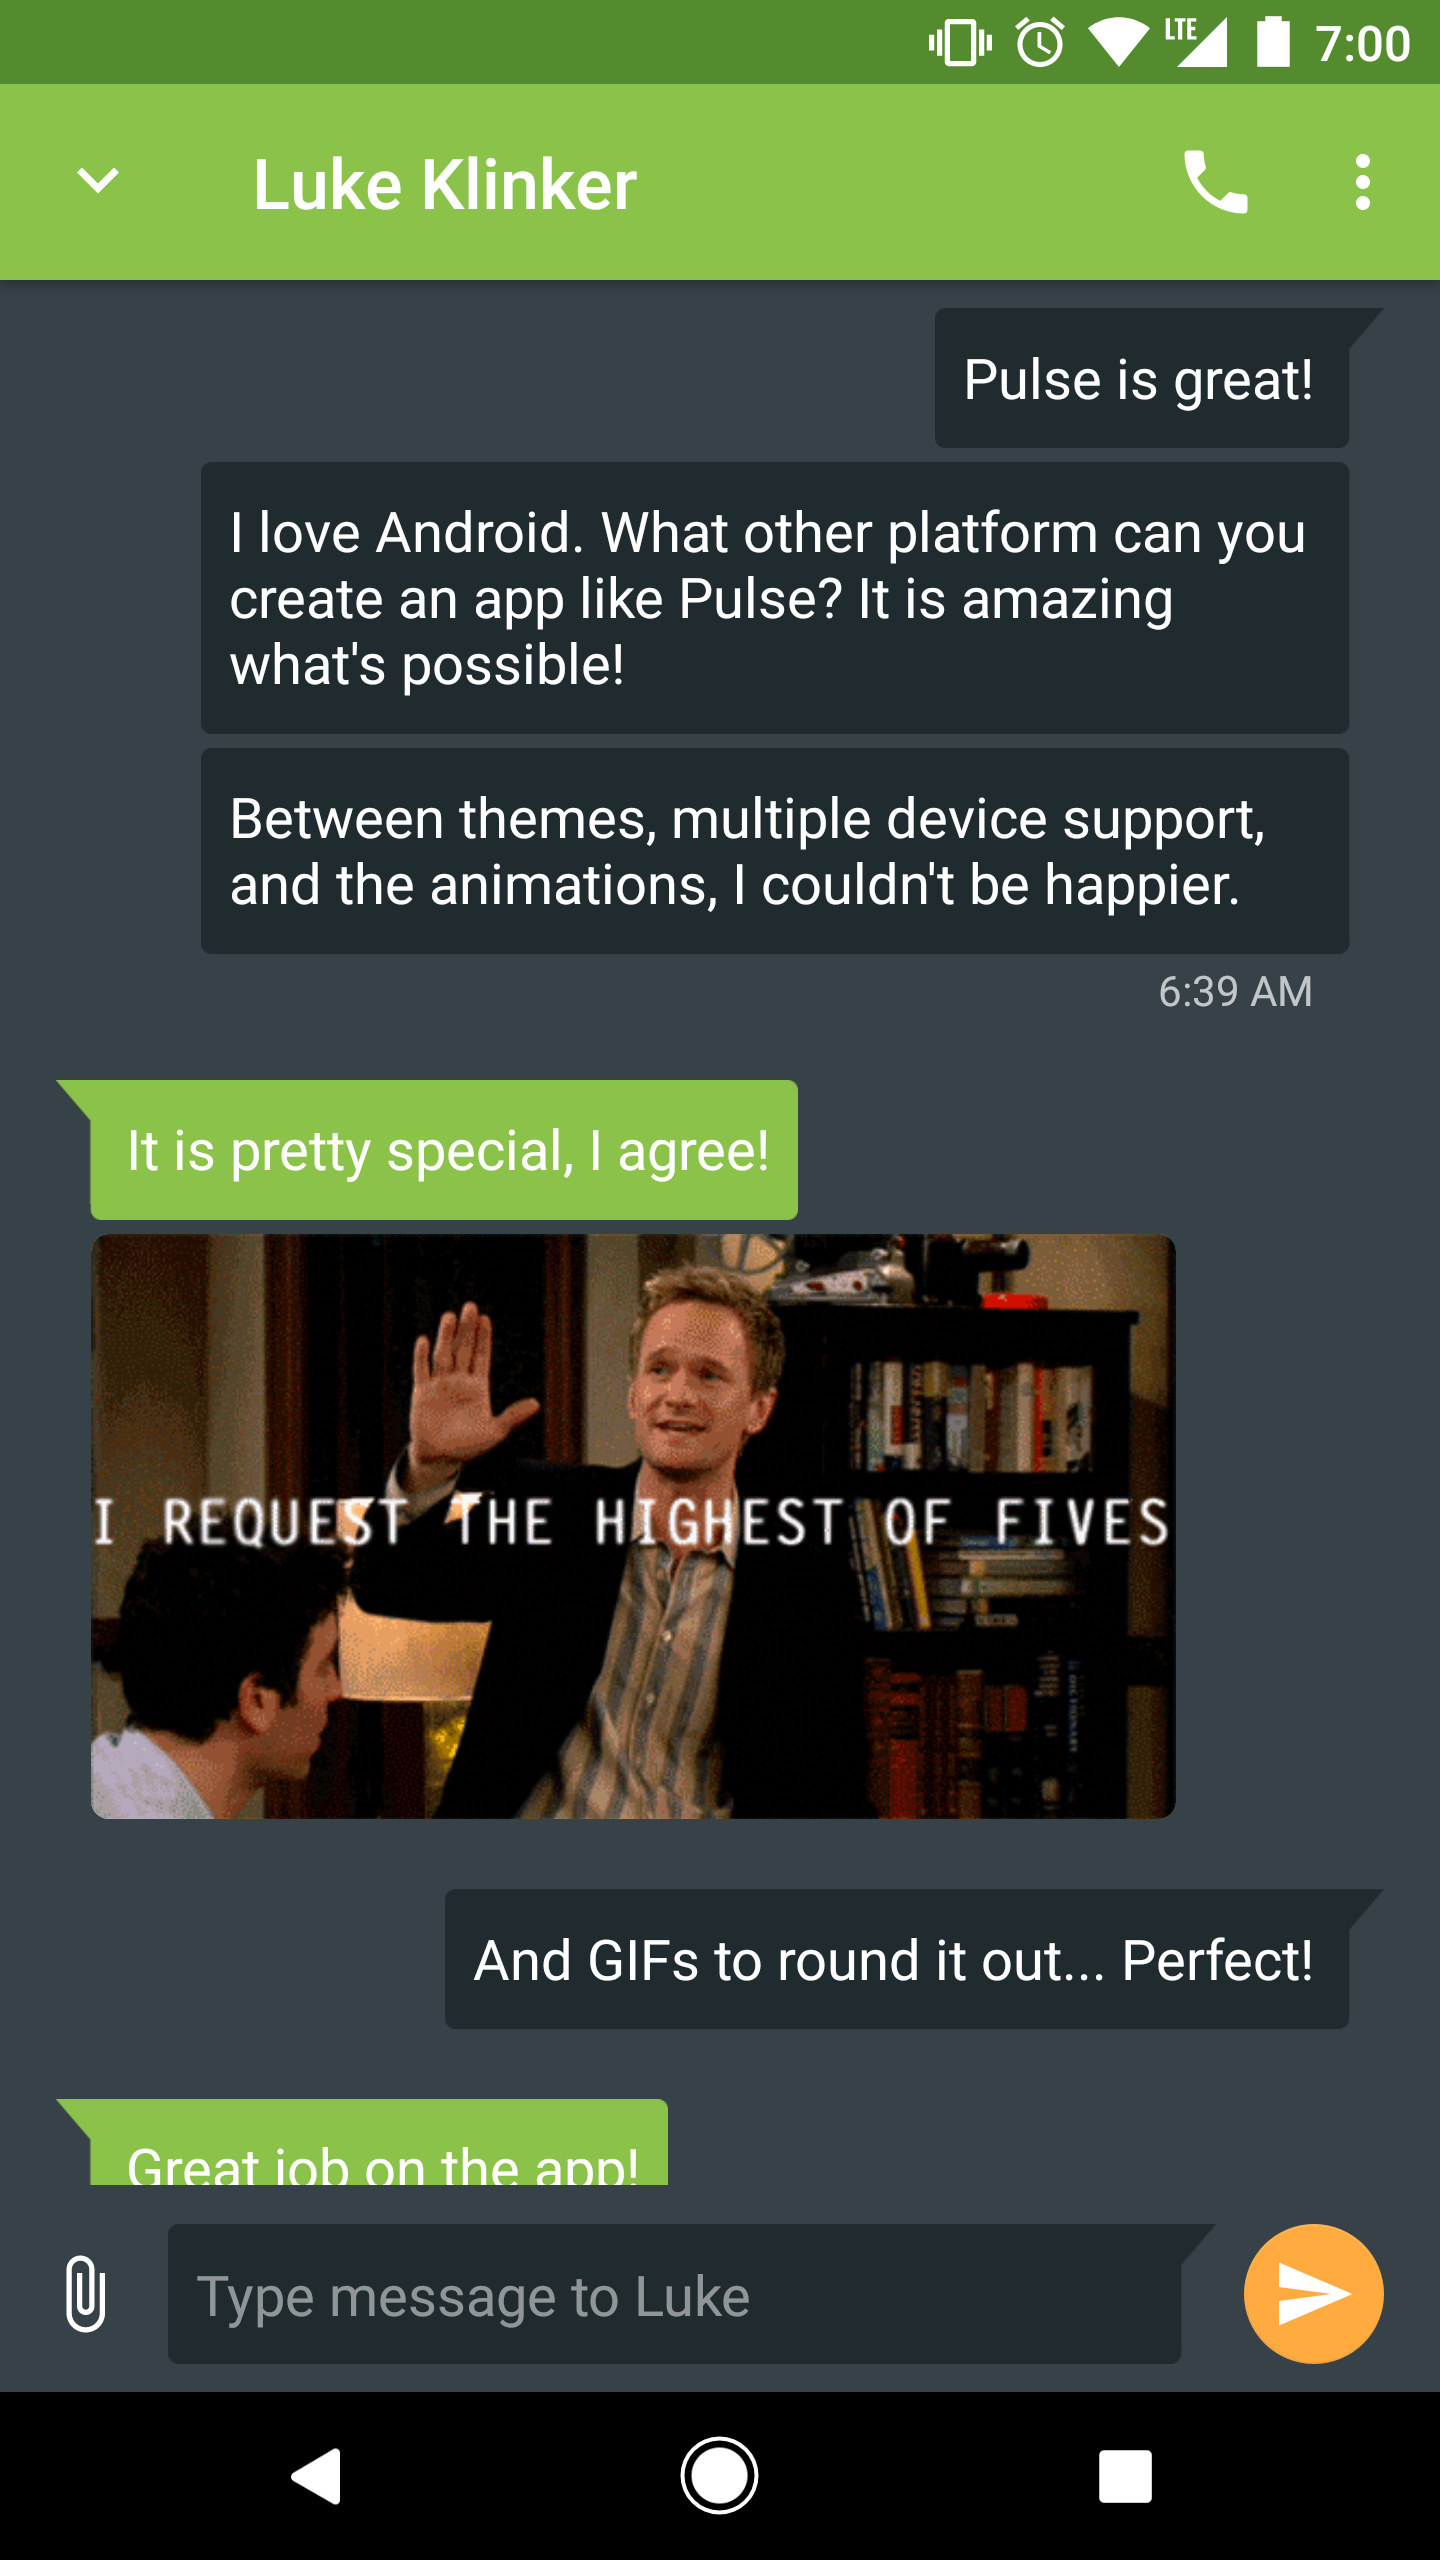 LTE 7:00
Luke Klinker
Pulse is great!
I love Android. What other platform can you
create an app like Pulse? It is amazing
what's possible!
Between themes, multiple device support,
and the animations, I couldn't be happier.
6:39 AM
It is pretty special, I agree!
I REQUEST THE HIGHEST OF FIVES
And GIFs to round it out... Perfect!
Great job on the app!
Type message to Luke